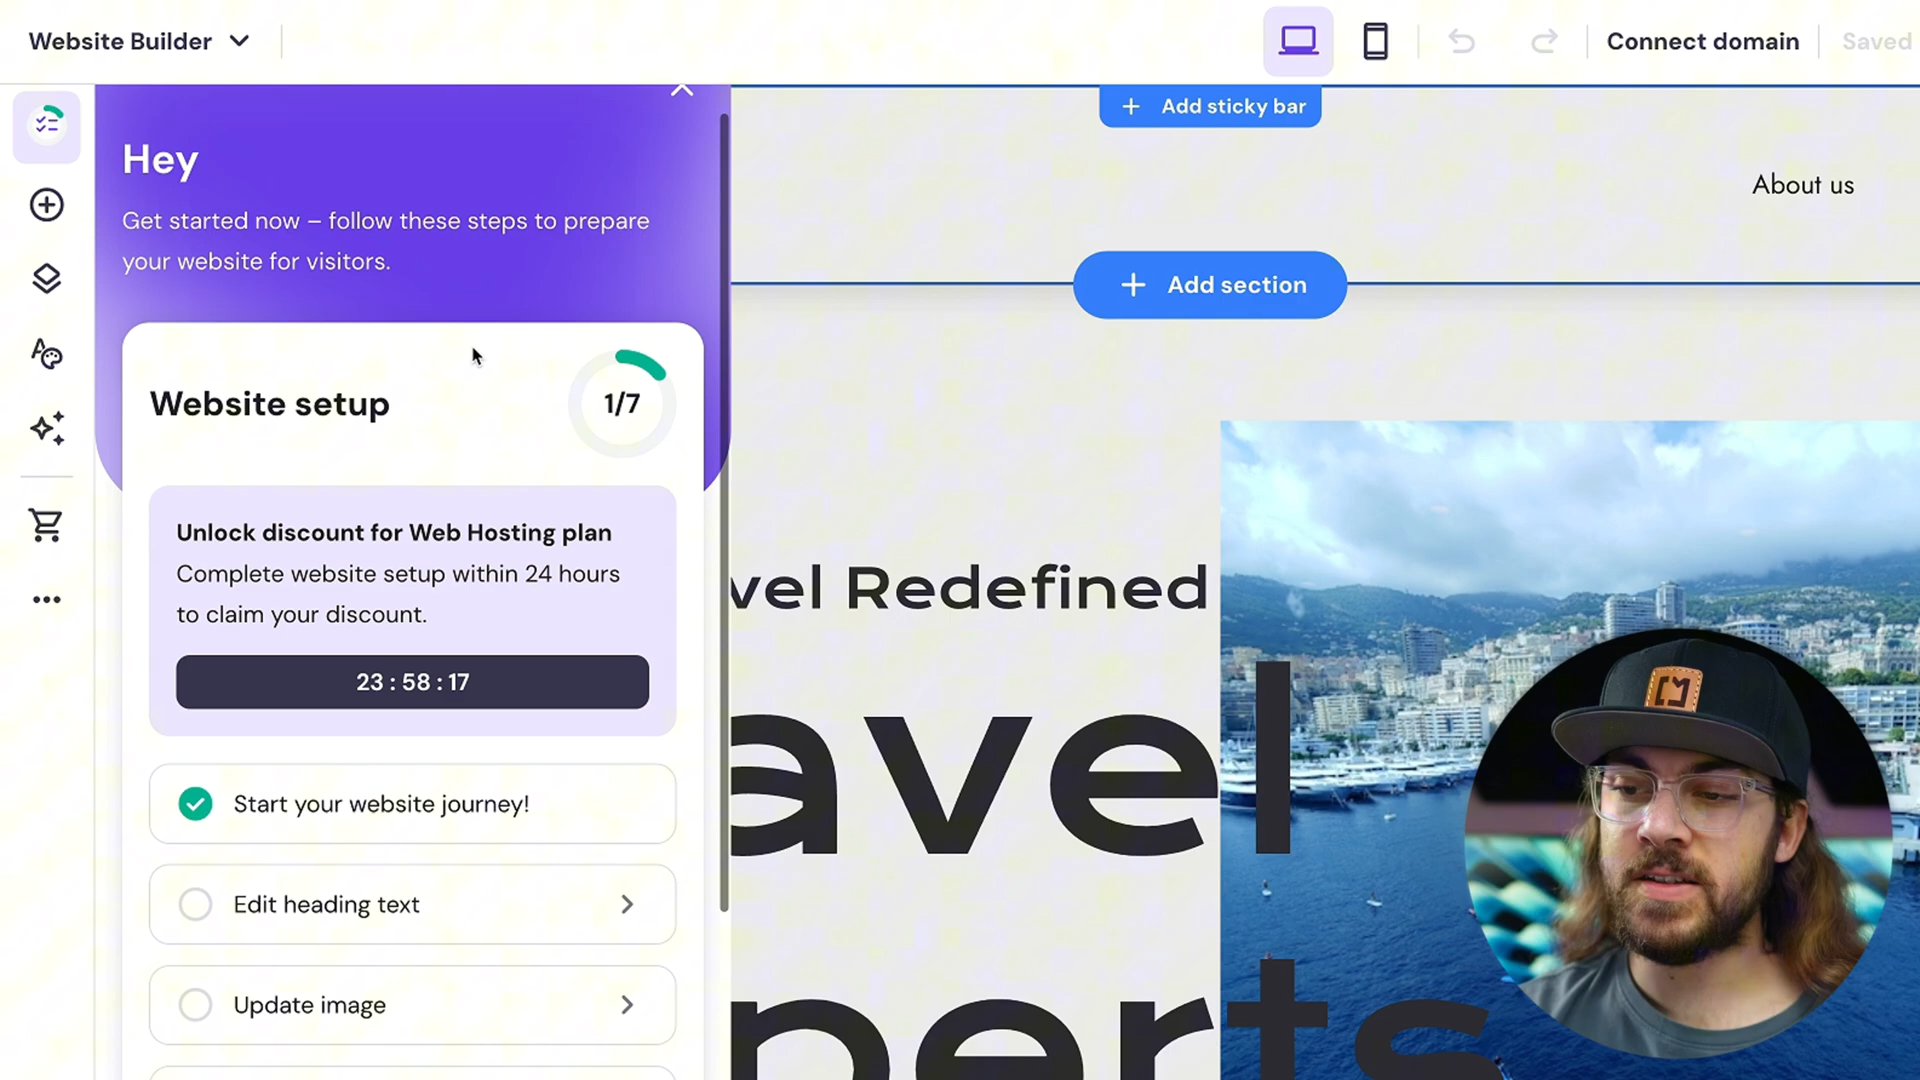 Website Builder
Connect domain
Saved
Add sticky bar
Hey
About us
Get started now – follow these steps to prepare
your website for visitors.
Add section
Website setup
1/7
Unlock discount for Web Hosting plan
Complete website setup within 24 hours
to claim your discount.
23 : 58 : 17
vel Redefined
avel
Start your website journey!
Edit heading text
Update image
perts